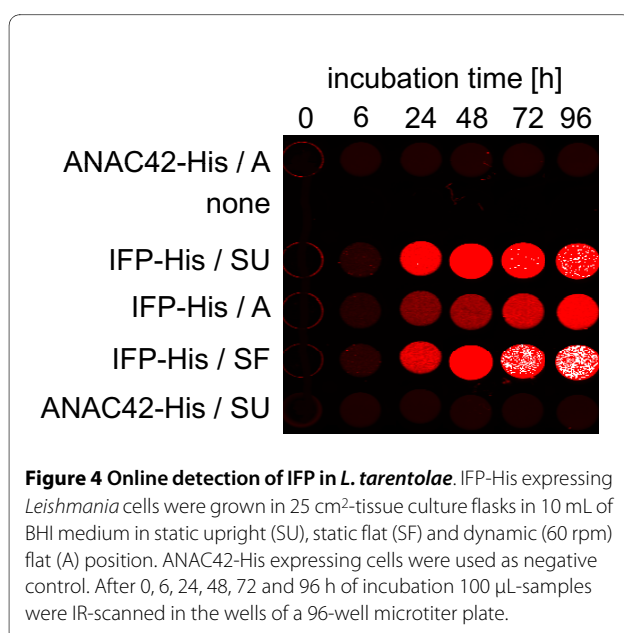 incubation time [h]
0 6 24 48 72 96
ANAC42-His / A
none
IFP-His / SU
IFP-His / A
IFP-His / SF
ANAC42-His / SU
Figure 4 Online detection of IFP in L. tarentolae. IFP-His expressing
Leishmania cells were grown in 25 cm²-tissue culture flasks in 10 mL of
BHI medium in static upright (SU), static flat (SF) and dynamic (60 rpm)
flat (A) position. ANAC42-His expressing cells were used as negative
control. After 0, 6, 24, 48, 72 and 96 h of incubation 100 μL-samples
were IR-scanned in the wells of a 96-well microtiter plate.